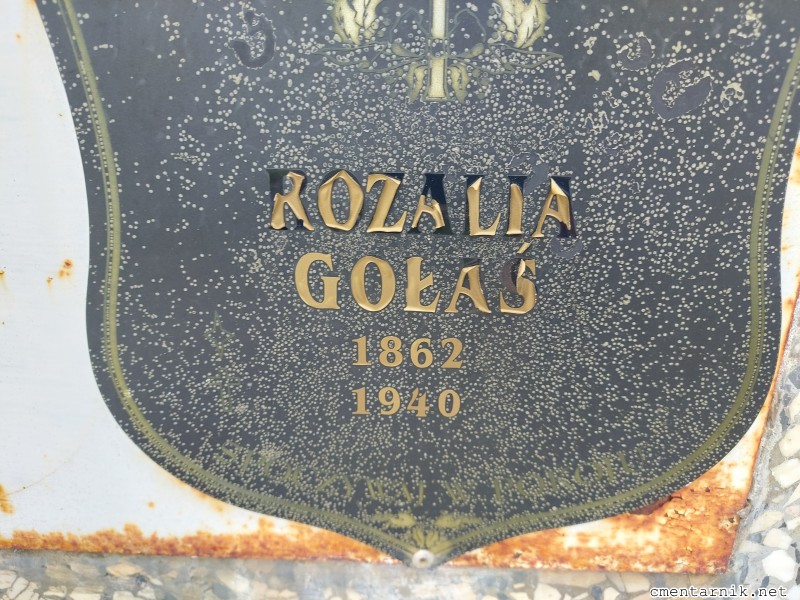 ROZALIA
GOŁAŚ
1862
1940
SPOCZYWAJ W POKOJU
cmentarnik.net